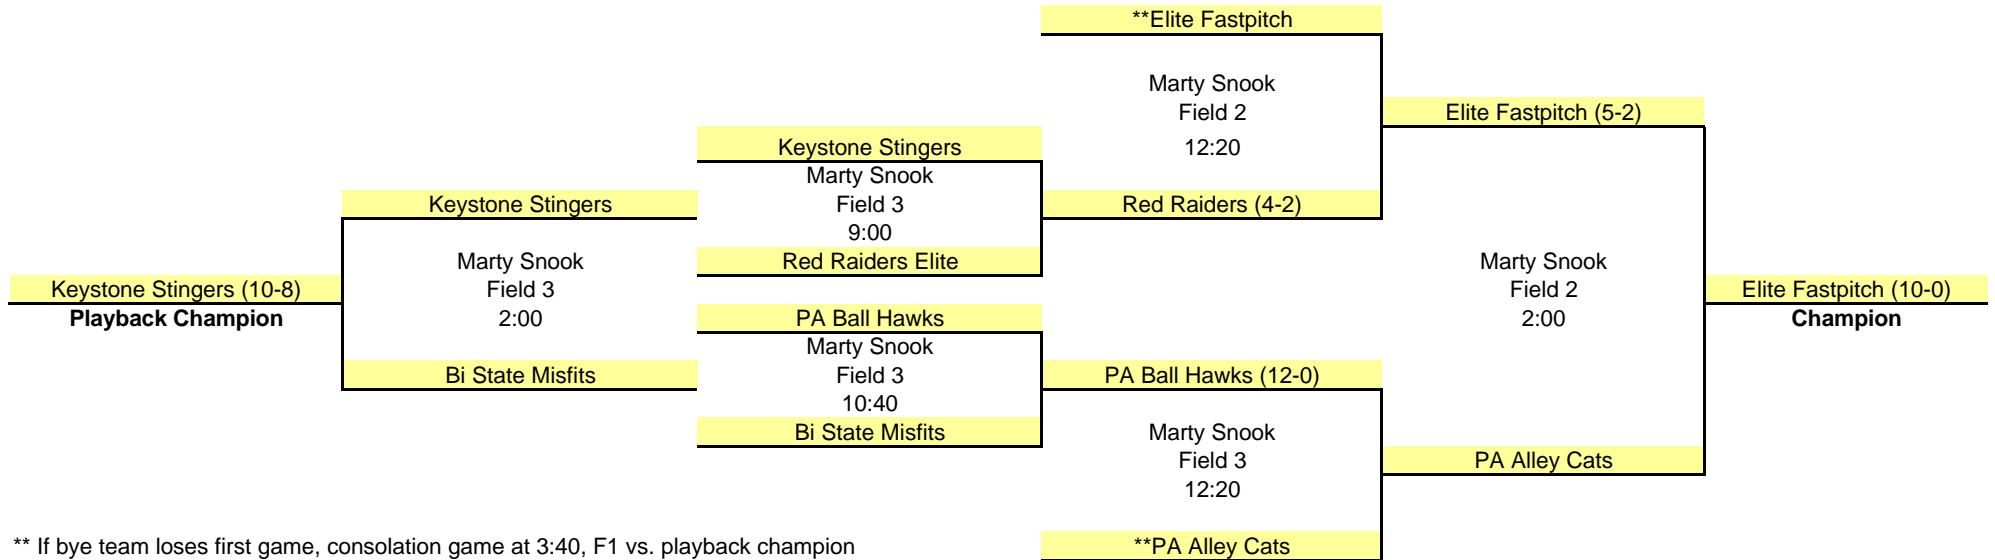 **Elite Fastpitch
Marty Snook
Field 2
12:20
Elite Fastpitch (5-2)
Keystone Stingers
Marty Snook
Field 3
9:00
Red Raiders Elite
Keystone Stingers
Red Raiders (4-2)
Marty Snook
Field 3
2:00
Keystone Stingers (10-8)
Playback Champion
Marty Snook
Field 2
2:00
Elite Fastpitch (10-0)
Champion
PA Ball Hawks
Marty Snook
Field 3
10:40
Bi State Misfits
Bi State Misfits
PA Ball Hawks (12-0)
Marty Snook
Field 3
12:20
PA Alley Cats
**PA Alley Cats
** If bye team loses first game, consolation game at 3:40, F1 vs. playback champion